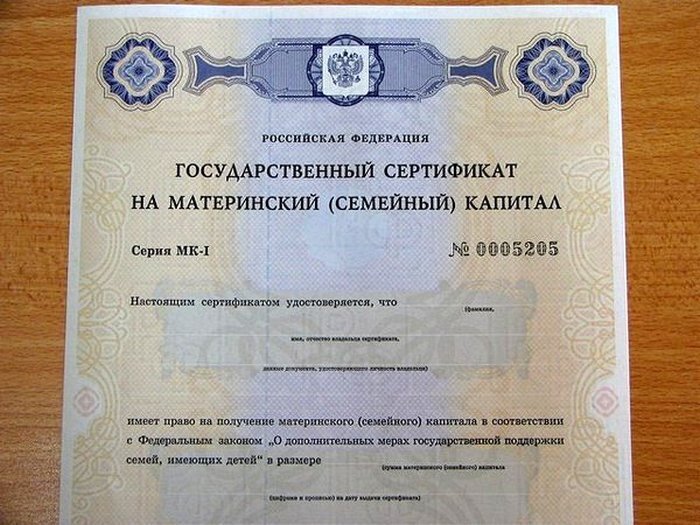 РОССИЙСКАЯ ФЕДЕРАЦИЯ
ГОСУДАРСТВЕННЫЙ СЕРТИФИКАТ
НА МАТЕРИНСКИЙ (СЕМЕЙНЫЙ) КАПИТАЛ
Серия МК-I № 0005205
Настоящим сертификатом удостоверяется, что
(фамилия,
имя, отчество владельца сертификата,
данные документа, удостоверяющего личность владельца)
имеет право на получение материнского (семейного) капитала в соответствии
с Федеральным законом „О дополнительных мерах государственной поддержки
семей, имеющих детей“ в размере
(сумма материнского (семейного) капитала
(цифрами и прописью) на дату выдачи сертификата)